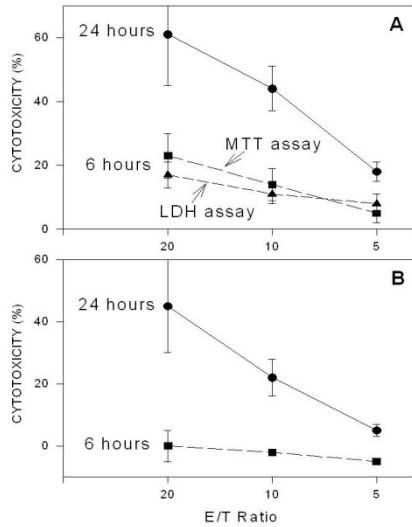 A
CYTOTOXICITY (%)
60
40
20
0
24 hours
6 hours
MTT assay
LDH assay
20 10 5
B
CYTOTOXICITY (%)
60
40
20
0
24 hours
6 hours
20 10 5
E/T Ratio